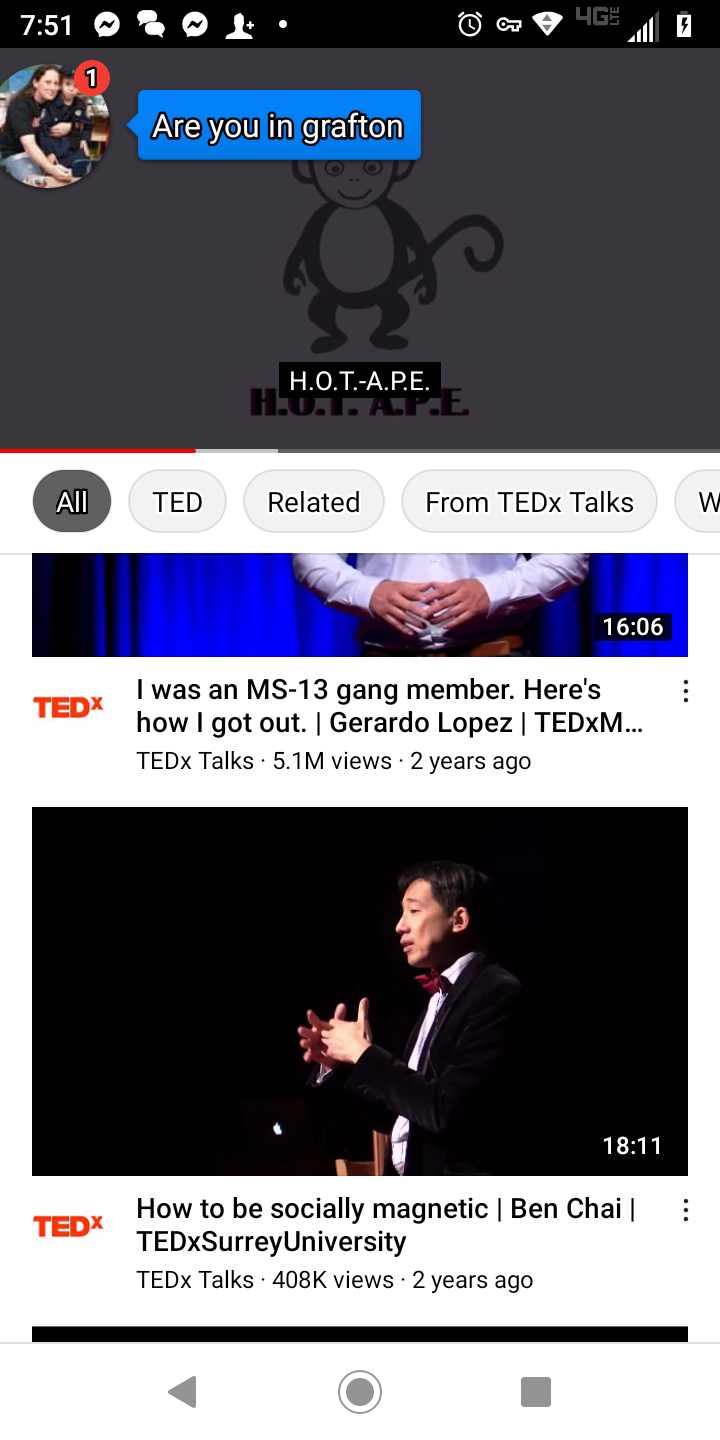 7:51
4G LTE
1
Are you in grafton
H.O.T.-A.P.E.
H.O.T. A.P.E.
All
TED
Related
From TEDx Talks
W
16:06
TEDx
I was an MS-13 gang member. Here's
how I got out. | Gerardo Lopez | TEDxM...
TEDx Talks · 5.1M views · 2 years ago
18:11
TEDx
How to be socially magnetic | Ben Chai |
TEDxSurreyUniversity
TEDx Talks · 408K views · 2 years ago